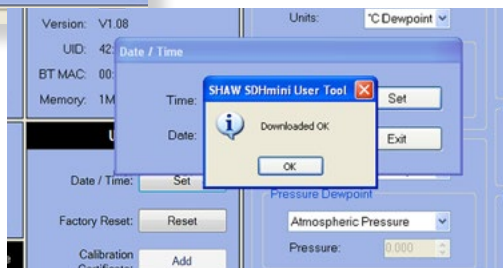 Version: V1.08
UID: 42:
BT MAC: 00:
Memory: 1M
Units: °C Dewpoint
Date / Time
Time:
Set
Date:
Exit
SHAW SDHmini User Tool
Downloaded OK
OK
Date / Time: Set
Factory Reset: Reset
Calibration
Add
Pressure Dewpoint
Atmospheric Pressure
Pressure: 0.000